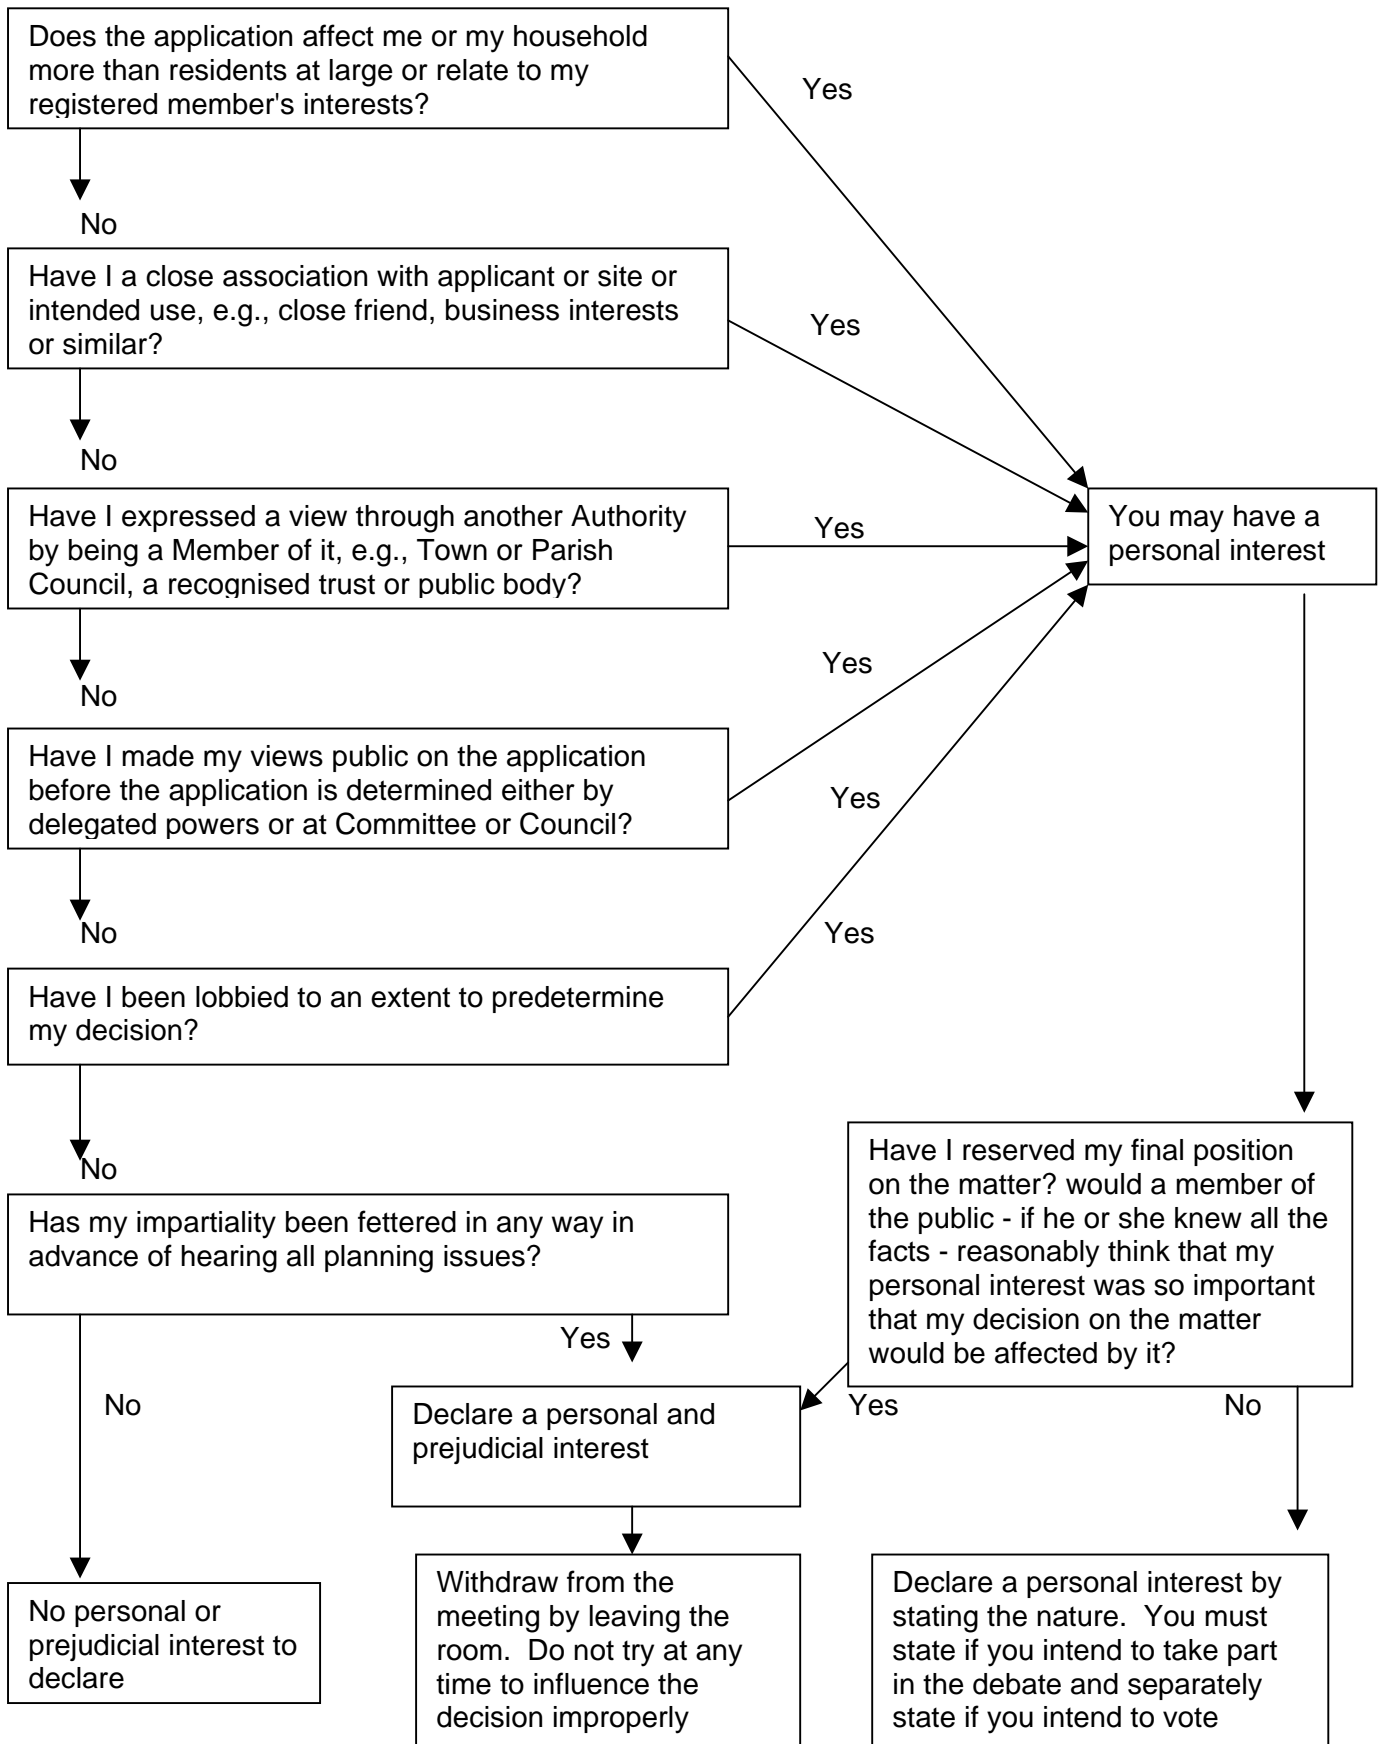 Does the application affect me or my household
more than residents at large or relate to my
registered member's interests?
Yes
No
Have I a close association with applicant or site or
intended use, e.g., close friend, business interests
or similar?
Yes
No
Have I expressed a view through another Authority
by being a Member of it, e.g., Town or Parish
Council, a recognised trust or public body?
Yes
You may have a
personal interest
No
Yes
Have I made my views public on the application
before the application is determined either by
delegated powers or at Committee or Council?
Yes
No
Yes
Have I been lobbied to an extent to predetermine
my decision?
No
Has my impartiality been fettered in any way in
advance of hearing all planning issues?
Have I reserved my final position
on the matter? would a member of
the public - if he or she knew all the
facts - reasonably think that my
personal interest was so important
that my decision on the matter
would be affected by it?
Yes
No
Yes
No
Declare a personal and
prejudicial interest
No personal or
prejudicial interest to
declare
Withdraw from the
meeting by leaving the
room.  Do not try at any
time to influence the
decision improperly
Declare a personal interest by
stating the nature.  You must
state if you intend to take part
in the debate and separately
state if you intend to vote